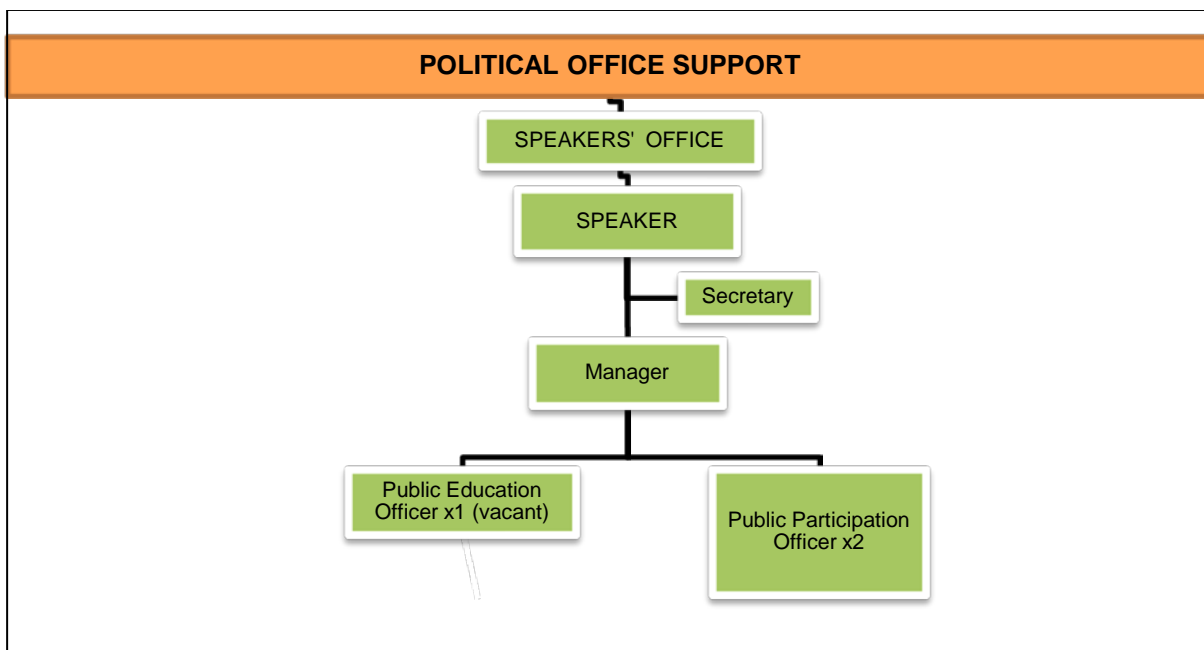 POLITICAL OFFICE SUPPORT
SPEAKERS' OFFICE
SPEAKER
Secretary
Manager
Public Education
Officer x1 (vacant)
Public Participation
Officer x2